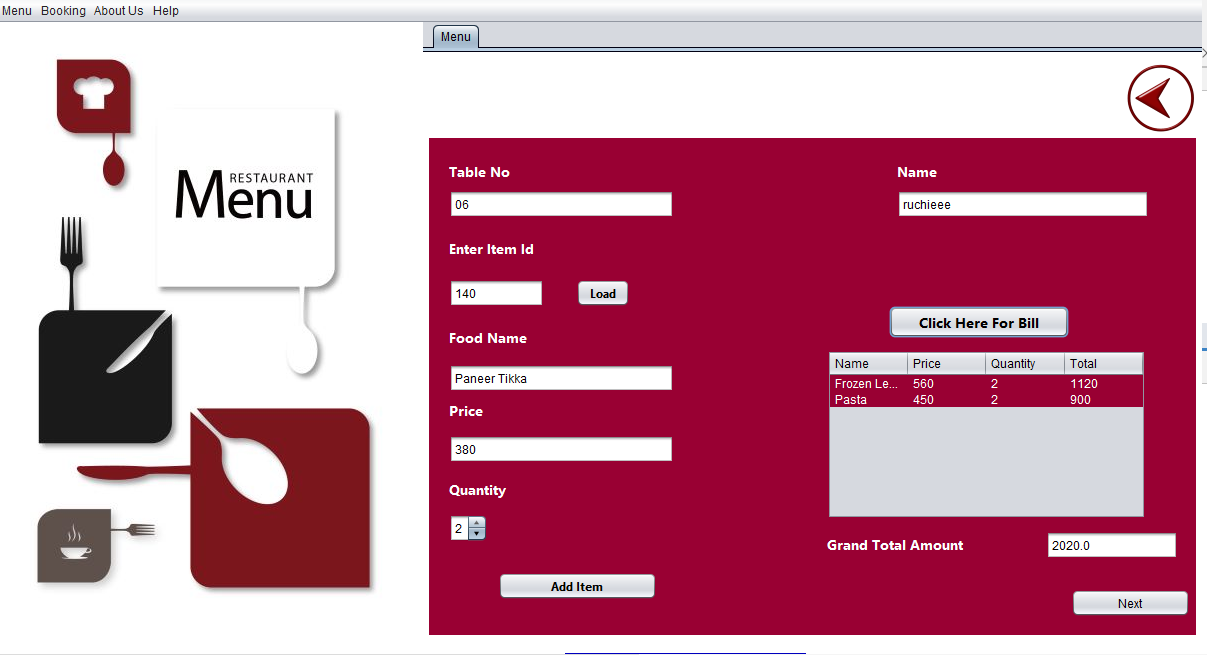 Menu Booking About Us Help
Menu
RESTAURANT
Menu
Table No
06
Name
ruchieee
Enter Item Id
140
Load
Food Name
Paneer Tikka
Price
380
Quantity
2
Add Item
Click Here For Bill
Name Price Quantity Total
Frozen Le... 560 2 1120
Pasta 450 2 900
Grand Total Amount 2020.0
Next